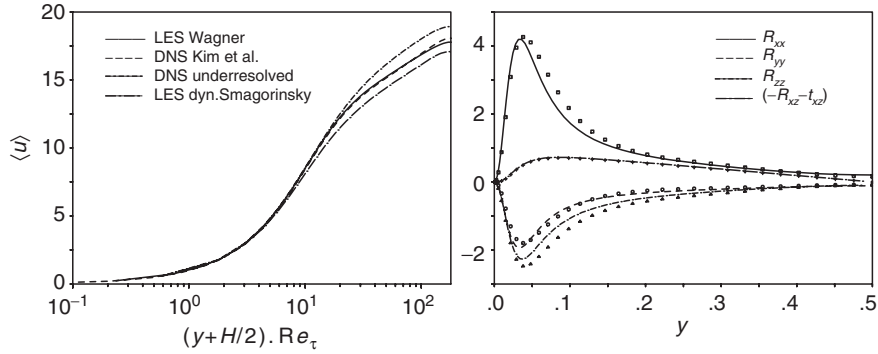 20
15
10
5
0
⟨u⟩
LES Wagner
DNS Kim et al.
DNS underresolved
LES dyn.Smagorinsky
10⁻¹ 10⁰ 10¹ 10²
(y+H/2).Re_τ
4
2
0
−2
R_xx
R_yy
R_zz
(−R_xz−t_xz)
.0 .1 .2 .3 .4 .5
y